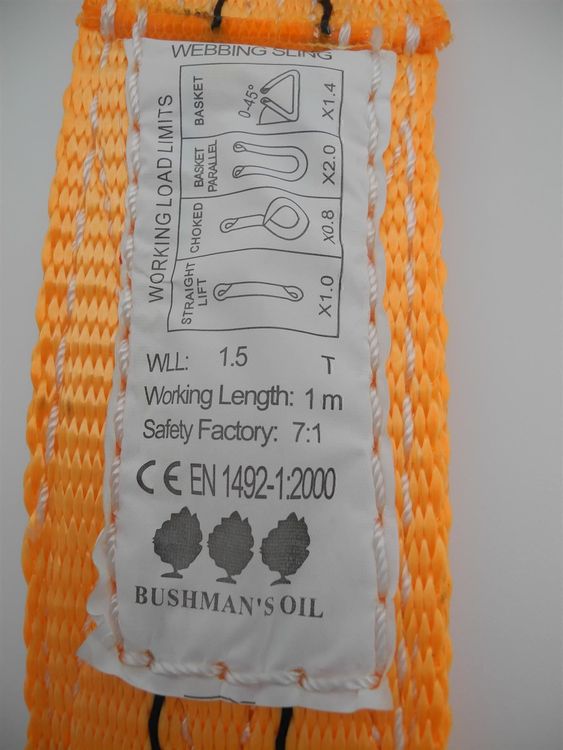 WEBBING SLING
WORKING LOAD LIMITS
BASKET 0-45° X1.4
BASKET PARALLEL X2.0
CHOKED X0.8
STRAIGHT LIFT X1.0
WLL: 1.5 T
Working Length: 1 m
Safety Factory: 7:1
CE EN 1492-1:2000
BUSHMAN'S OIL